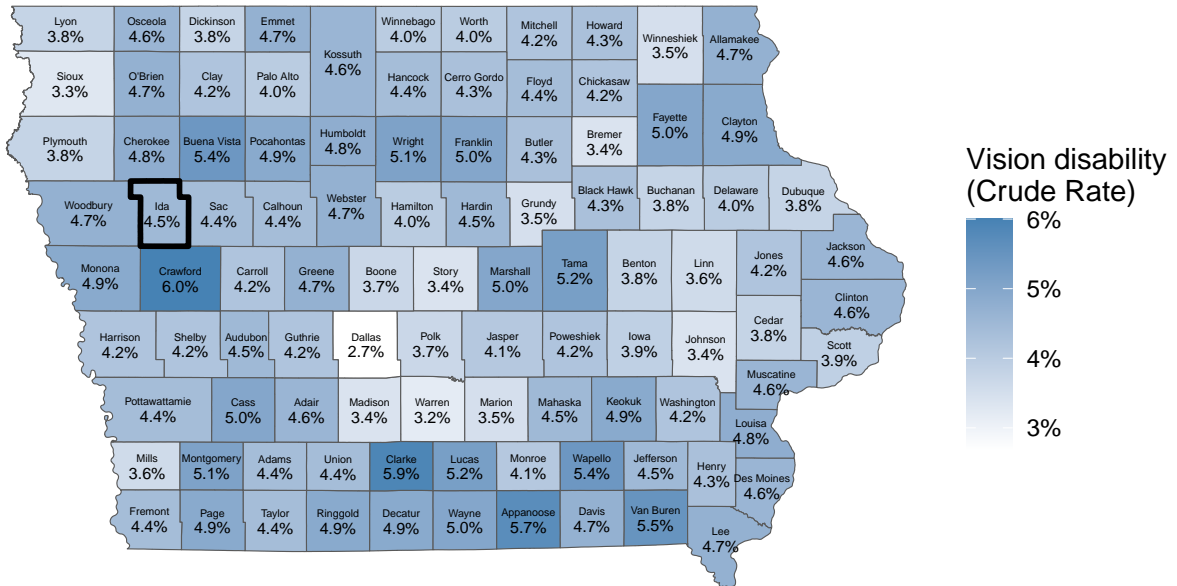 Lyon
3.8%
Osceola
4.6%
Dickinson
3.8%
Emmet
4.7%
Winnebago
4.0%
Worth
4.0%
Mitchell
4.2%
Howard
4.3%
Winneshiek
3.5%
Allamakee
4.7%
Kossuth
4.6%
Sioux
3.3%
O'Brien
4.7%
Clay
4.2%
Palo Alto
4.0%
Hancock
4.4%
Cerro Gordo
4.3%
Floyd
4.4%
Chickasaw
4.2%
Fayette
5.0%
Clayton
4.9%
Plymouth
3.8%
Cherokee
4.8%
Buena Vista
5.4%
Pocahontas
4.9%
Humboldt
4.8%
Wright
5.1%
Franklin
5.0%
Butler
4.3%
Bremer
3.4%
Vision disability
(Crude Rate)
6%
5%
4%
3%
Woodbury
4.7%
Ida
4.5%
Sac
4.4%
Calhoun
4.4%
Webster
4.7%
Hamilton
4.0%
Hardin
4.5%
Grundy
3.5%
Black Hawk
4.3%
Buchanan
3.8%
Delaware
4.0%
Dubuque
3.8%
Monona
4.9%
Crawford
6.0%
Carroll
4.2%
Greene
4.7%
Boone
3.7%
Story
3.4%
Marshall
5.0%
Tama
5.2%
Benton
3.8%
Linn
3.6%
Jones
4.2%
Jackson
4.6%
Clinton
4.6%
Harrison
4.2%
Shelby
4.2%
Audubon
4.5%
Guthrie
4.2%
Dallas
2.7%
Polk
3.7%
Jasper
4.1%
Poweshiek
4.2%
Iowa
3.9%
Johnson
3.4%
Cedar
3.8%
Scott
3.9%
Muscatine
4.6%
Pottawattamie
4.4%
Cass
5.0%
Adair
4.6%
Madison
3.4%
Warren
3.2%
Marion
3.5%
Mahaska
4.5%
Keokuk
4.9%
Washington
4.2%
Louisa
4.8%
Mills
3.6%
Montgomery
5.1%
Adams
4.4%
Union
4.4%
Clarke
5.9%
Lucas
5.2%
Monroe
4.1%
Wapello
5.4%
Jefferson
4.5%
Henry
4.3%
Des Moines
4.6%
Fremont
4.4%
Page
4.9%
Taylor
4.4%
Ringgold
4.9%
Decatur
4.9%
Wayne
5.0%
Appanoose
5.7%
Davis
4.7%
Van Buren
5.5%
Lee
4.7%